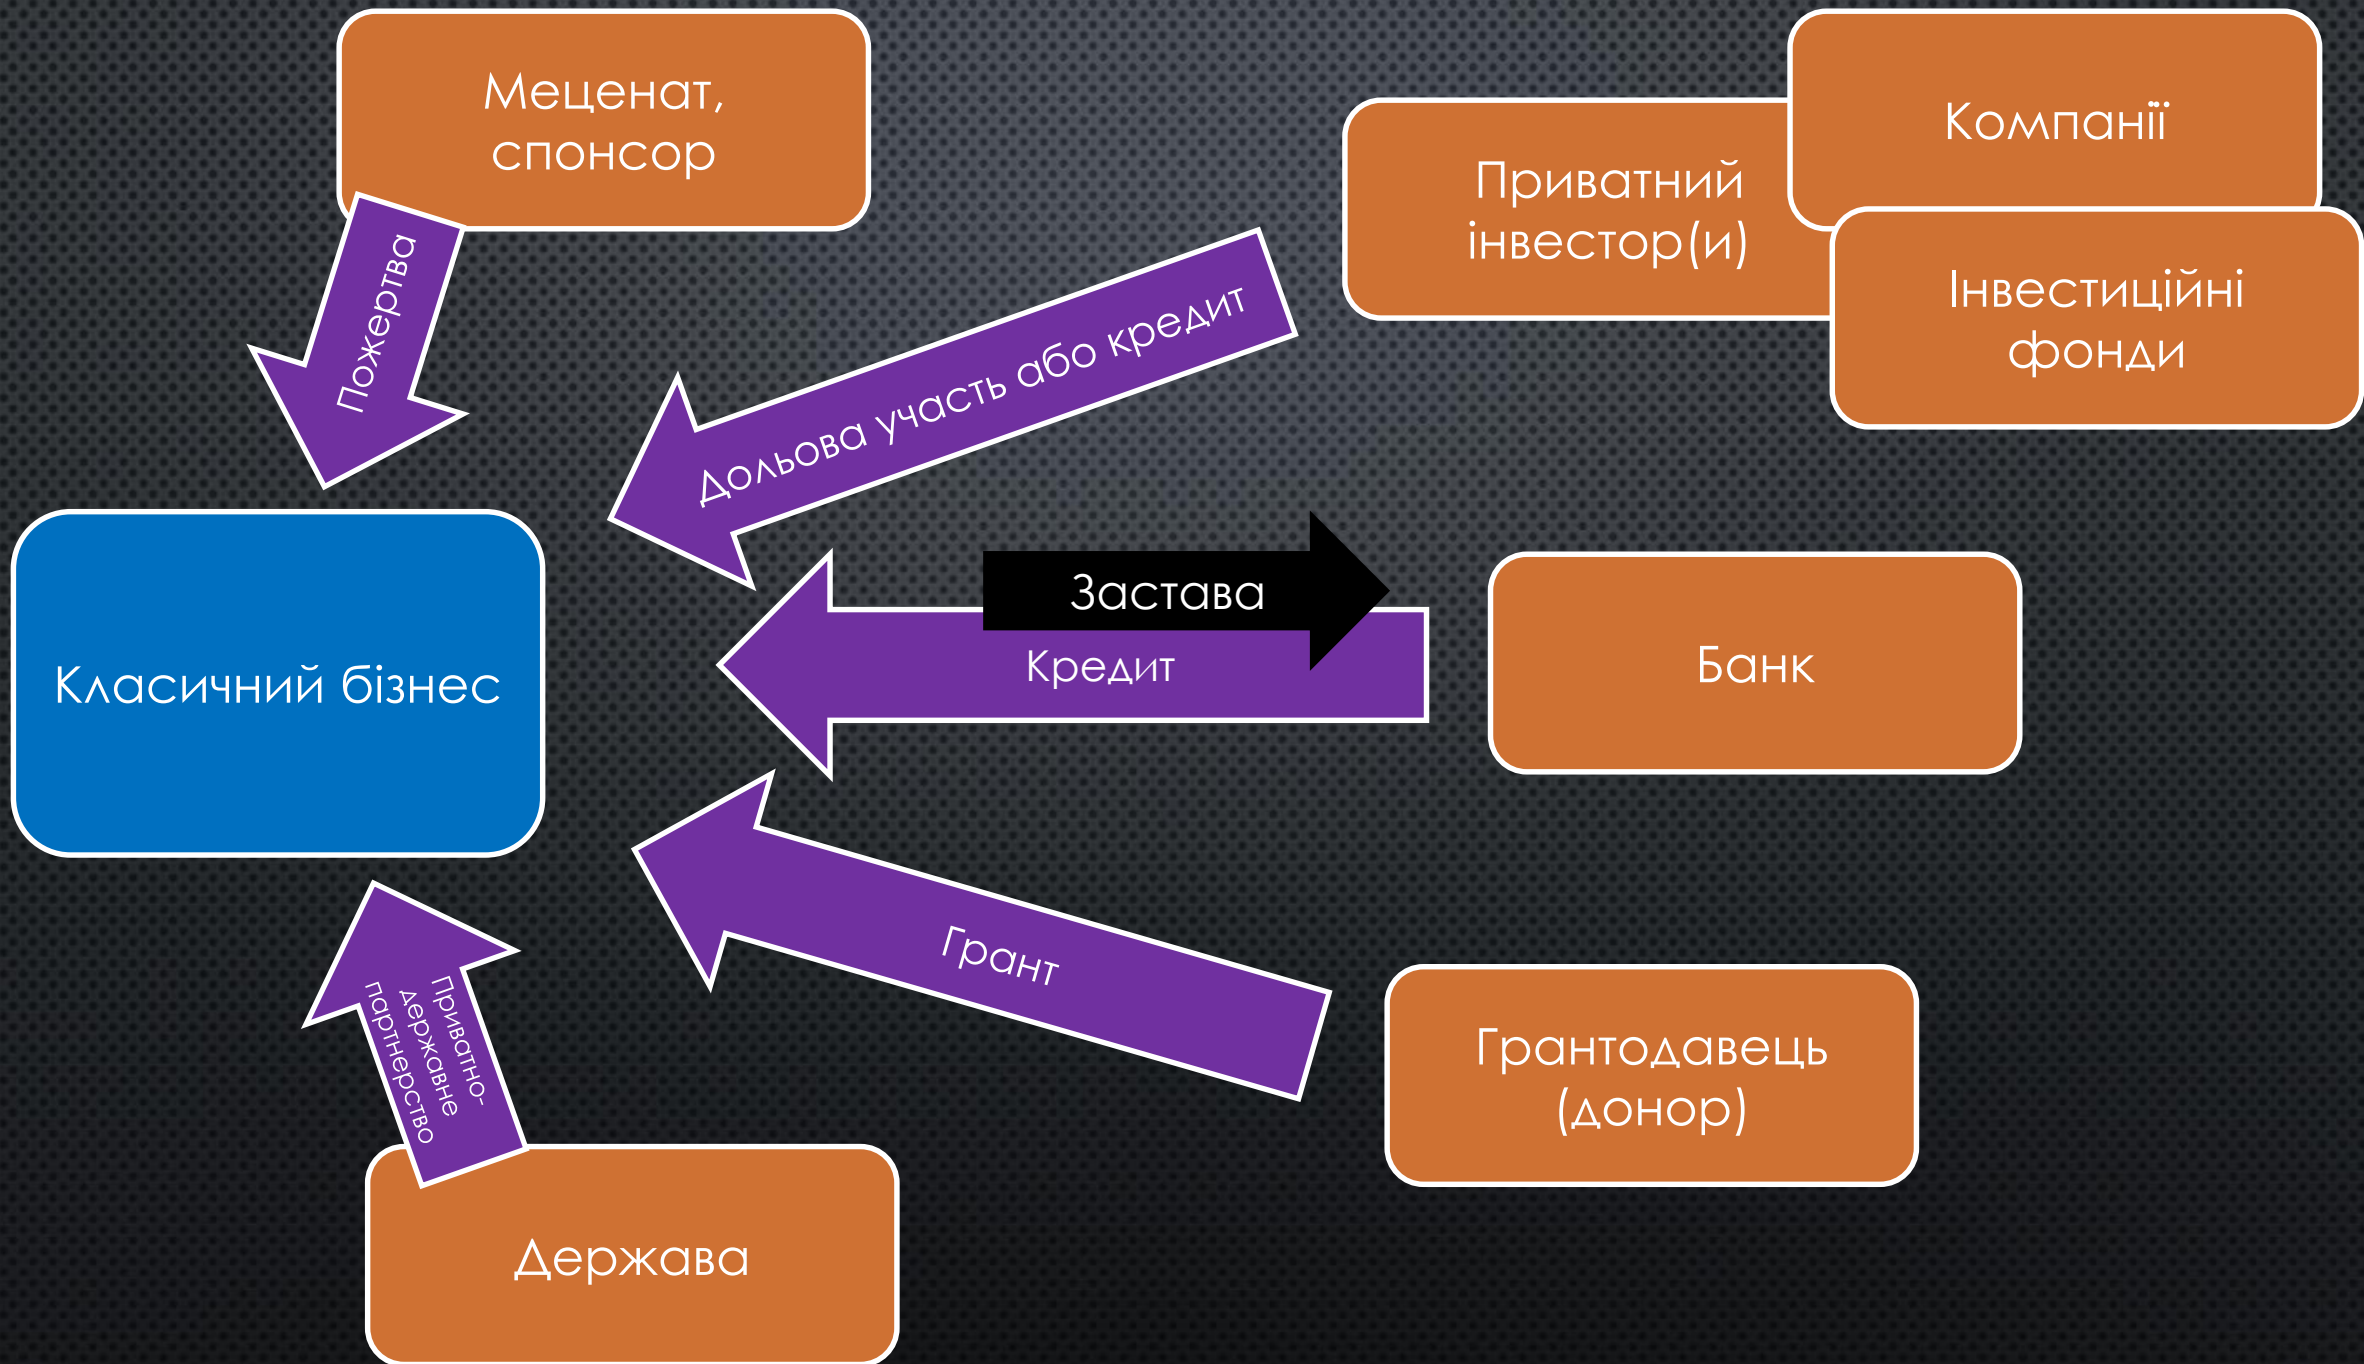 Меценат,
спонсор
Компанії
Приватний
інвестор(и)
Інвестиційні
фонди
Пожертва
Дольова участь або кредит
Застава
Кредит
Банк
Класичний бізнес
Грант
Грантодавець
(донор)
Приватно-
державне
партнерство
Держава